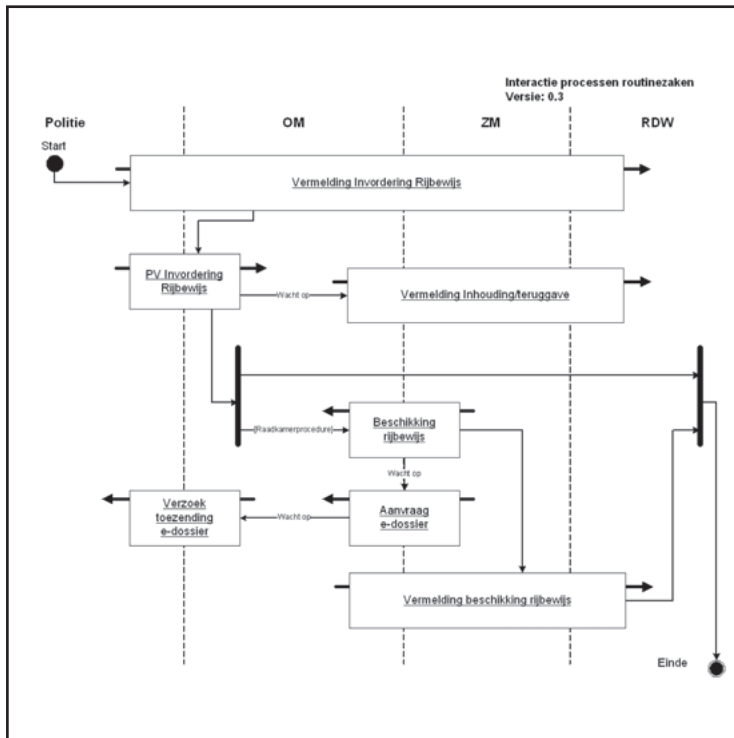 Interactie processen routinezaken
Versie: 0.3
Politie
OM
ZM
RDW
Start
Vermelding Invordering Rijbewijs
PV Invordering
Rijbewijs
Wacht op
Vermelding Inhouding/teruggave
[Raadkamerprocedure]
Beschikking
rijbewijs
Wacht op
Verzoek
toezending
e-dossier
Wacht op
Aanvraag
e-dossier
Vermelding beschikking rijbewijs
Einde